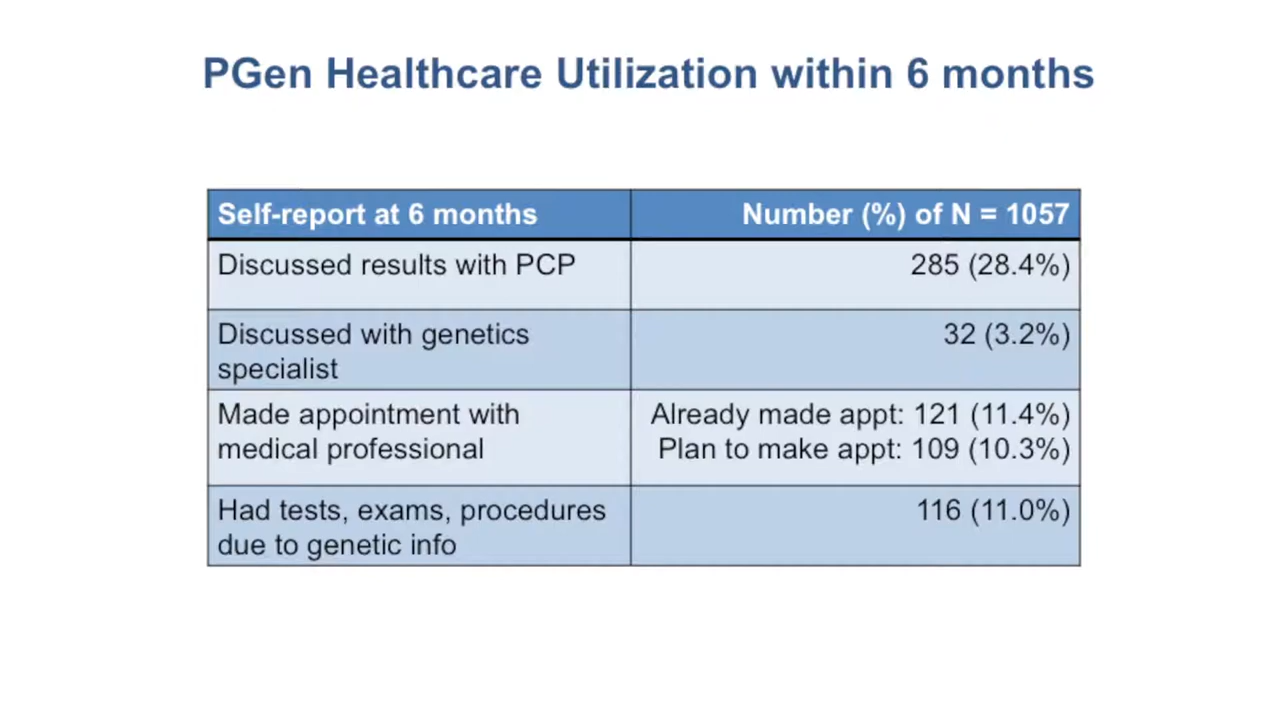 PGen Healthcare Utilization within 6 months
Self-report at 6 months
Number (%) of N = 1057
Discussed results with PCP
285 (28.4%)
Discussed with genetics
specialist
32 (3.2%)
Made appointment with
medical professional
Already made appt: 121 (11.4%)
Plan to make appt: 109 (10.3%)
Had tests, exams, procedures
due to genetic info
116 (11.0%)